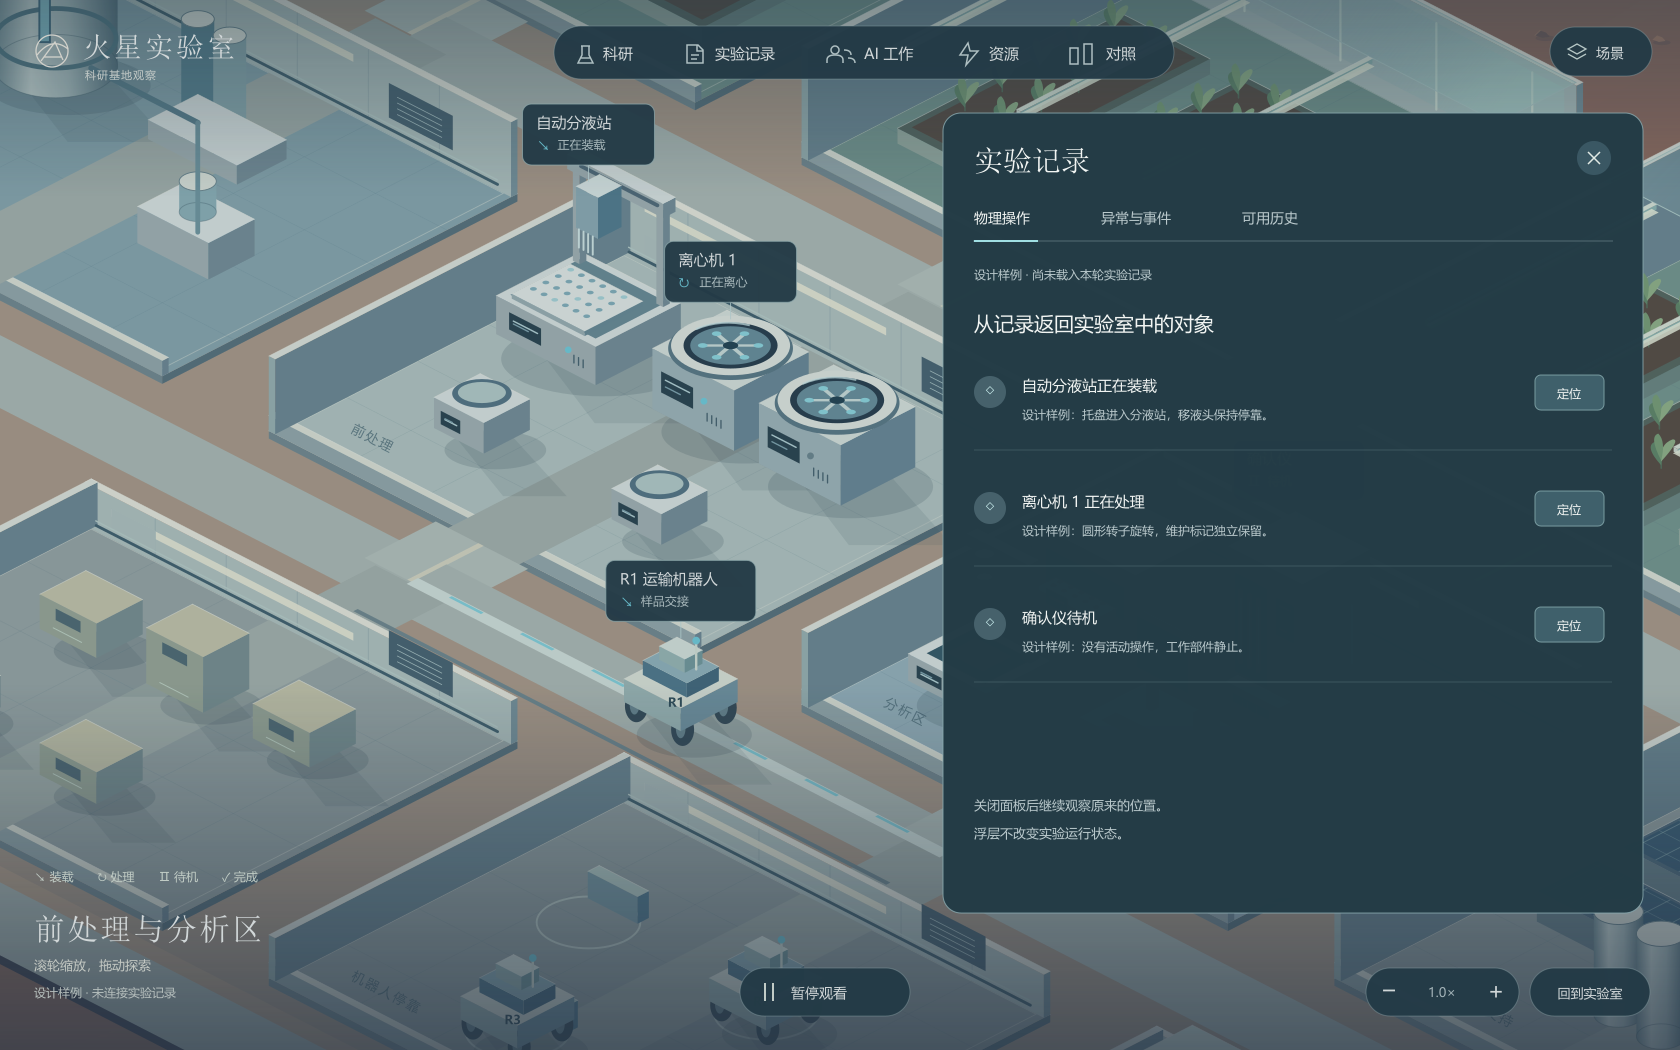 火星实验室
科研基地观察
科研
实验记录
AI 工作
资源
对照
场景
自动分液站
正在装载
离心机 1
正在离心
前处理
R1 运输机器人
样品交接
R1
分析区
实验记录
物理操作
异常与事件
可用历史
设计样例 · 尚未载入本轮实验记录
从记录返回实验室中的对象
自动分液站正在装载
设计样例：托盘进入分液站，移液头保持停靠。
定位
离心机 1 正在处理
设计样例：圆形转子旋转，维护标记独立保留。
定位
确认仪待机
设计样例：没有活动操作，工作部件静止。
定位
关闭面板后继续观察原来的位置。
浮层不改变实验运行状态。
装载
处理
待机
完成
前处理与分析区
滚轮缩放，拖动探索
设计样例 · 未连接实验记录
机器人停靠
R3
暂停观看
1.0×
回到实验室